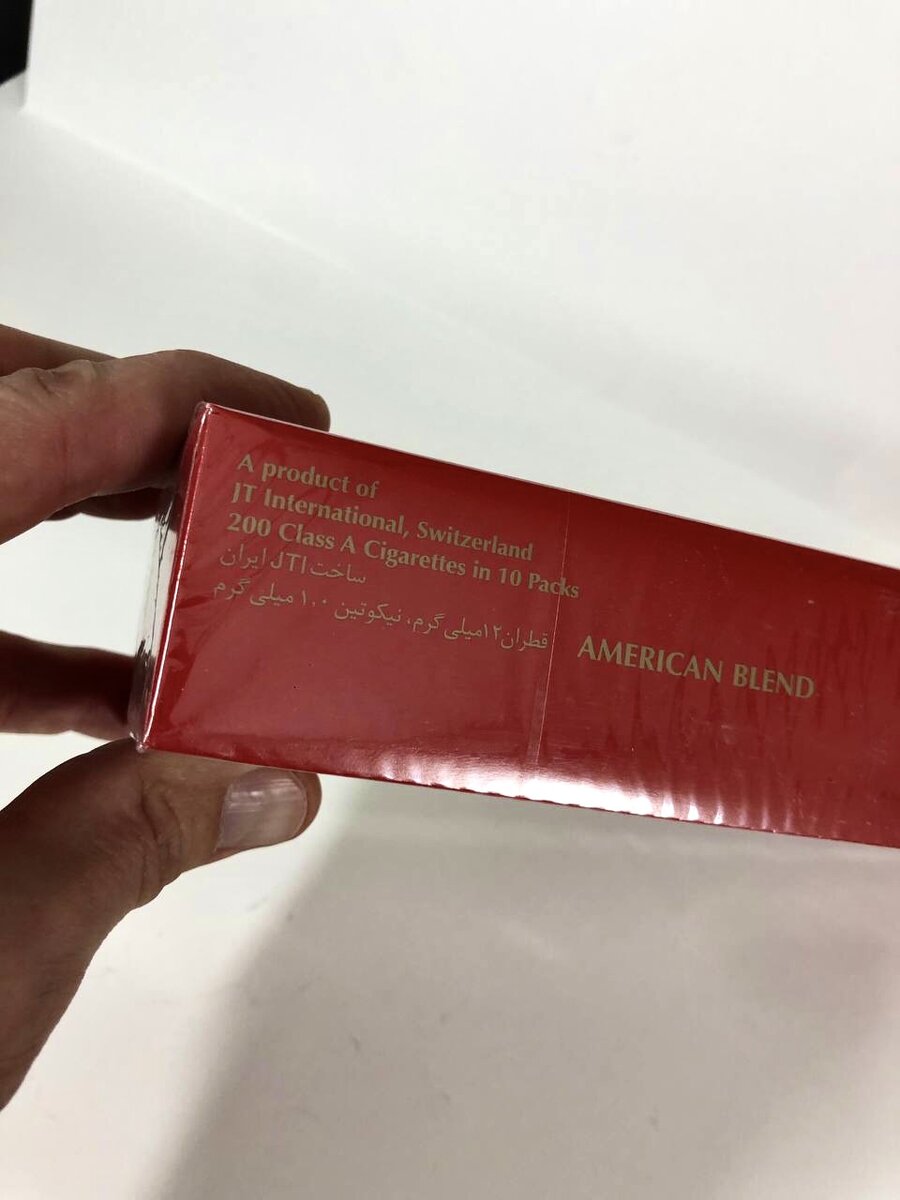 A product of
JT International, Switzerland
200 Class A Cigarettes in 10 Packs
ساخت JTI ایران
قطران ۱۲میلی گرم، نیکوتین ۱.۰ میلی گرم
AMERICAN BLEND